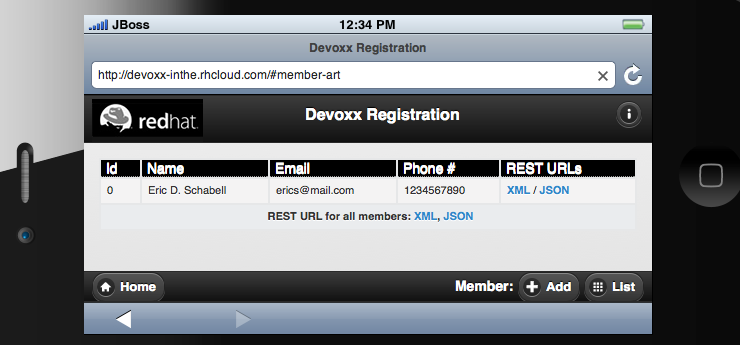 JBoss 12:34 PM
Devoxx Registration
http://devoxx-inthe.rhcloud.com/#member-art
redhat. Devoxx Registration i
Id Name Email Phone # REST URLs
0 Eric D. Schabell erics@mail.com 1234567890 XML / JSON
REST URL for all members: XML, JSON
Home Member: Add List